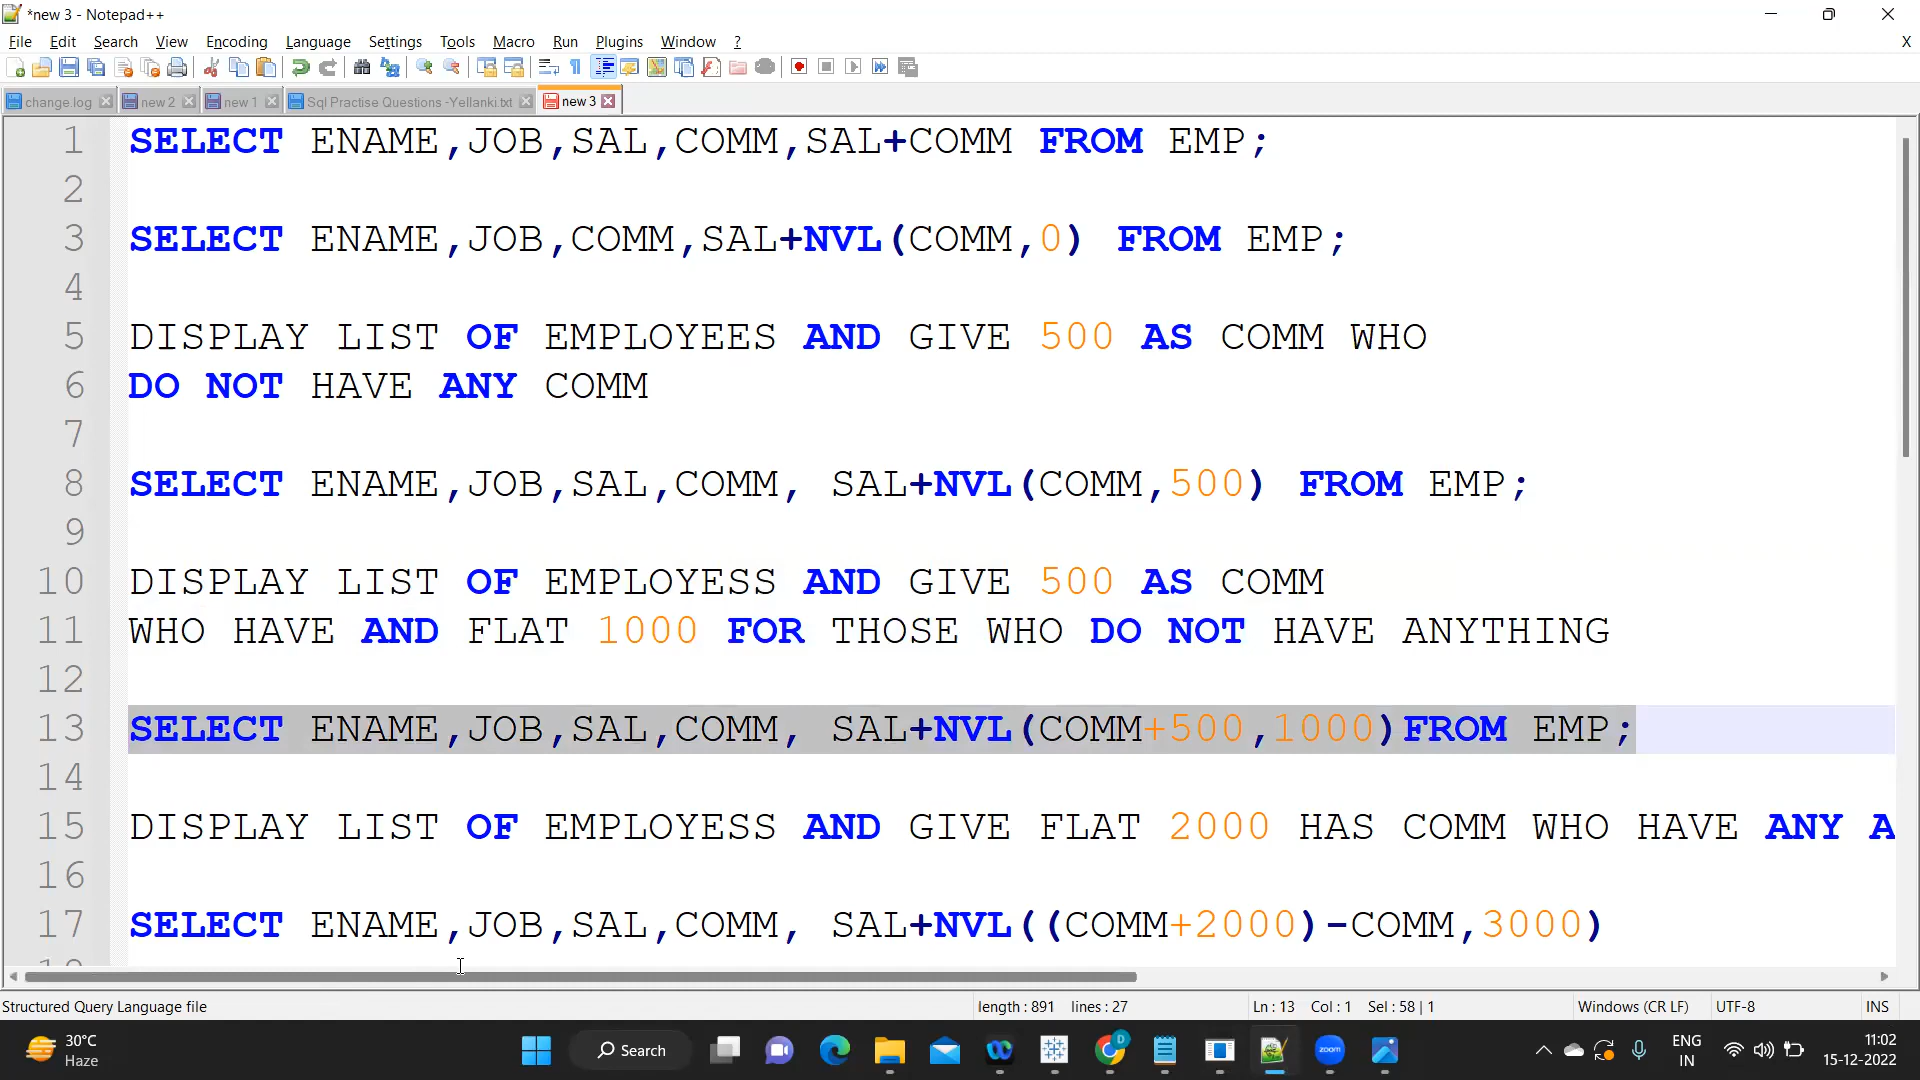 *new 3 - Notepad++
File Edit Search View Encoding Language Settings Tools Macro Run Plugins Window ? X
change.log new 2 new 1 Sql Practise Questions -Yellanki.txt new 3
1 SELECT ENAME,JOB,SAL,COMM,SAL+COMM FROM EMP;
2
3 SELECT ENAME,JOB,COMM,SAL+NVL(COMM,0) FROM EMP;
4
5 DISPLAY LIST OF EMPLOYEES AND GIVE 500 AS COMM WHO
6 DO NOT HAVE ANY COMM
7
8 SELECT ENAME,JOB,SAL,COMM, SAL+NVL(COMM,500) FROM EMP;
9
10 DISPLAY LIST OF EMPLOYESS AND GIVE 500 AS COMM
11 WHO HAVE AND FLAT 1000 FOR THOSE WHO DO NOT HAVE ANYTHING
12
13 SELECT ENAME,JOB,SAL,COMM, SAL+NVL(COMM+500,1000)FROM EMP;
14
15 DISPLAY LIST OF EMPLOYESS AND GIVE FLAT 2000 HAS COMM WHO HAVE ANY A
16
17 SELECT ENAME,JOB,SAL,COMM, SAL+NVL((COMM+2000)-COMM,3000)
Structured Query Language file length : 891 lines : 27 Ln : 13 Col : 1 Sel : 58 | 1 Windows (CR LF) UTF-8 INS
30°C
Haze
Search
zoom
ENG
IN
11:02
15-12-2022